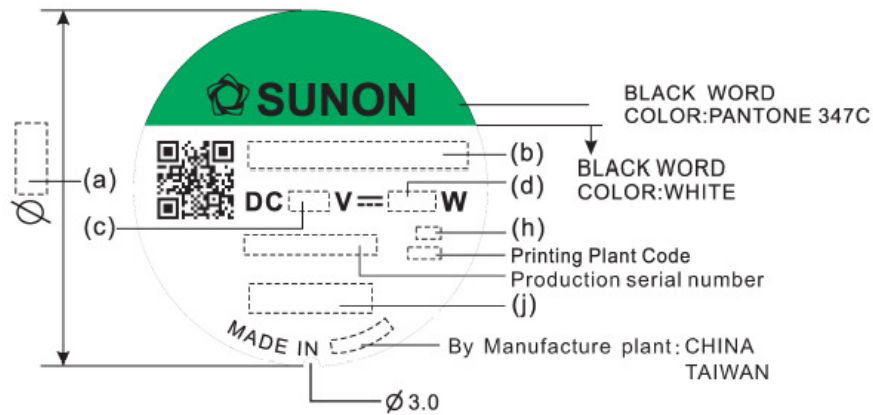 SUNON
BLACK WORD
COLOR:PANTONE 347C
BLACK WORD
COLOR:WHITE
(a)
(b)
(d)
DC V W
(c)
(h)
Printing Plant Code
Production serial number
(j)
MADE IN
By Manufacture plant: CHINA
TAIWAN
Ø
Ø3.0